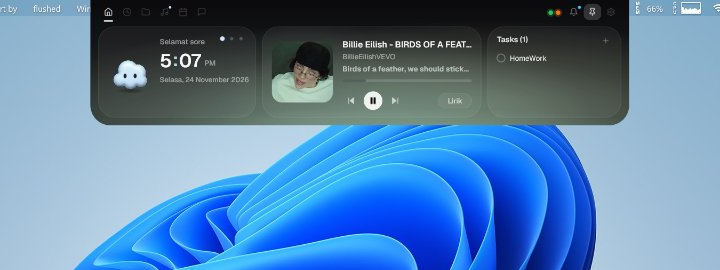 rt by flushed Win
66%
Selamat sore
5:07 PM
Selasa, 24 November 2026
Billie Eilish - BIRDS OF A FEAT...
BillieEilishVEVO
Birds of a feather, we should stick...
Lirik
Tasks (1)
HomeWork